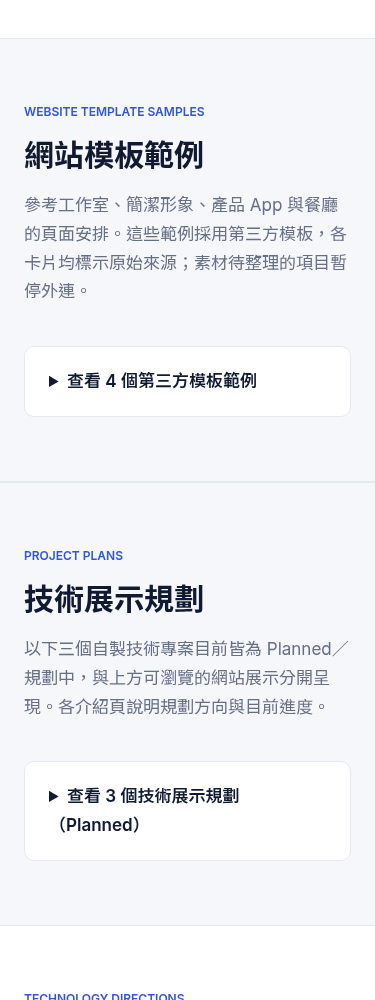 WEBSITE TEMPLATE SAMPLES
網站模板範例
參考工作室、簡潔形象、產品 App 與餐廳
的頁面安排。這些範例採用第三方模板，各
卡片均標示原始來源；素材待整理的項目暫
停外連。
▶ 查看 4 個第三方模板範例
PROJECT PLANS
技術展示規劃
以下三個自製技術專案目前皆為 Planned／
規劃中，與上方可瀏覽的網站展示分開呈
現。各介紹頁說明規劃方向與目前進度。
▶ 查看 3 個技術展示規劃
（Planned）
TECHNOLOGY DIRECTIONS